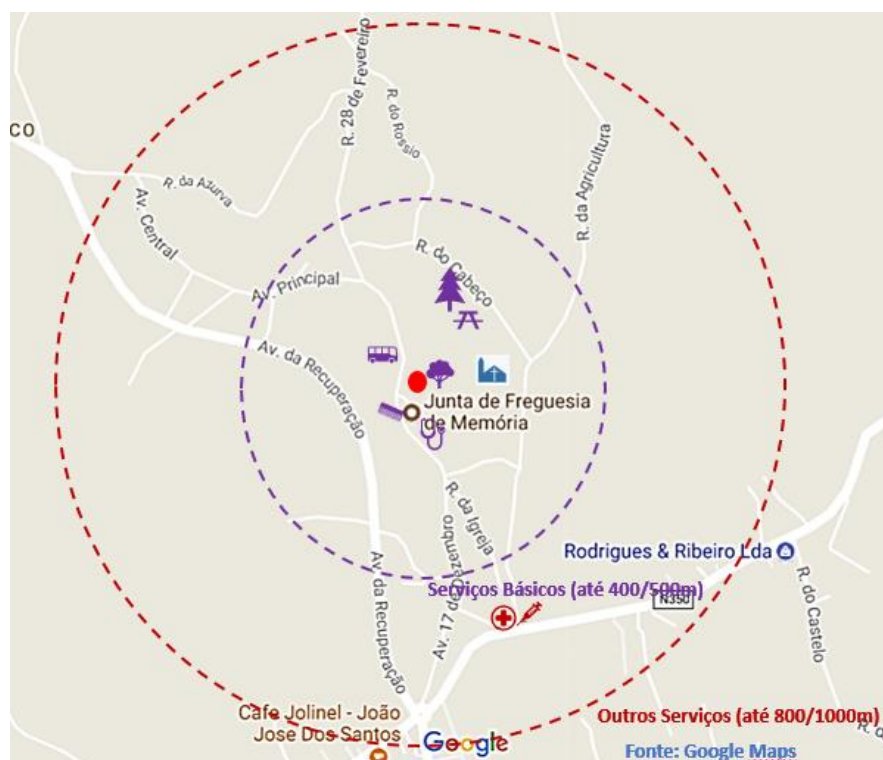 CO
R. 28 de Fevereiro
R. do Rossio
R. da Agricultura
R. da Azurva
Av. Central
R. do Cabeço
Av. Principal
Av. da Recuperação
Junta de Freguesia
de Memória
R. da Igreja
Av. 17 de Dezembro
Av. da Recuperação
Rodrigues & Ribeiro Lda
Serviços Básicos (até 400/500m)
N350
R. do Castelo
Cafe Jolinel - João
Jose Dos Santos
Outros Serviços (até 800/1000m)
R. d
Google
Fonte: Google Maps